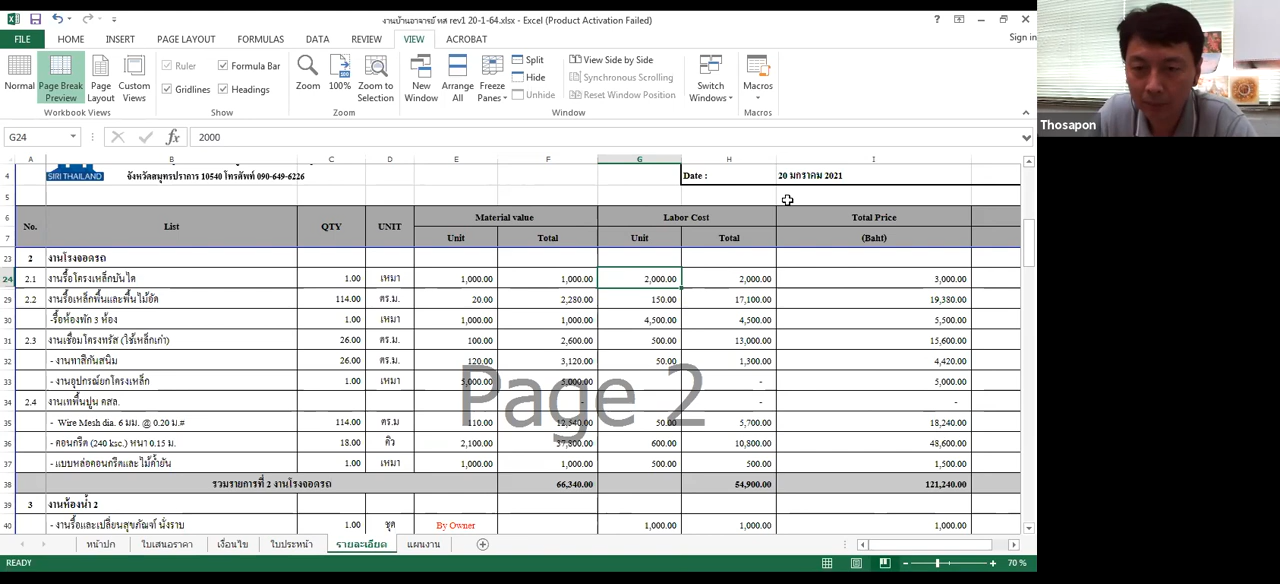 งานบ้านอาจารย์ ทศ rev1 20-1-64.xlsx - Excel (Product Activation Failed)
FILE HOME INSERT PAGE LAYOUT FORMULAS DATA REVIEW VIEW ACROBAT Sign in
Normal Page Break Preview Page Layout Custom Views
Ruler Formula Bar
Gridlines Headings
Zoom 100% Zoom to Selection
New Window Arrange All Freeze Panes
Split
Hide
Unhide
View Side by Side
Synchronous Scrolling
Reset Window Position
Switch Windows Macros
Workbook Views Show Zoom Window Macros
Thosapon
G24 fx 2000
A B C D E F G H I
4 SIRI THAILAND จังหวัดสมุทรปราการ 10540 โทรศัพท์ 090-649-6226 Date : 20 มกราคม 2021
5
6 No. List QTY UNIT Material value Labor Cost Total Price
7 Unit Total Unit Total (Baht)
23 2 งานโรงจอดรถ
24 2.1 งานรื้อโครงเหล็กบันได 1.00 เหมา 1,000.00 1,000.00 2,000.00 2,000.00 3,000.00
29 2.2 งานรื้อเหล็กพื้นและพื้นไม้อัด 114.00 ตร.ม. 20.00 2,280.00 150.00 17,100.00 19,380.00
30 -รื้อห้องพัก 3 ห้อง 1.00 เหมา 1,000.00 1,000.00 4,500.00 4,500.00 5,500.00
31 2.3 งานเชื่อมโครงทรัส (ใช้เหล็กเก่า) 26.00 ตร.ม. 100.00 2,600.00 500.00 13,000.00 15,600.00
32 - งานทาสีกันสนิม 26.00 ตร.ม. 120.00 3,120.00 50.00 1,300.00 4,420.00
33 - งานอุปกรณ์ยกโครงเหล็ก 1.00 เหมา 5,000.00 5,000.00 - 5,000.00
34 2.4 งานเทพื้นปูน คสล. - - -
35 - Wire Mesh dia. 6 มม. @ 0.20 ม.# 114.00 ตร.ม 110.00 12,540.00 50.00 5,700.00 18,240.00
36 - คอนกรีต (240 ksc.) หนา 0.15 ม. 18.00 คิว 2,100.00 37,800.00 600.00 10,800.00 48,600.00
37 - แบบหล่อคอนกรีตและไม้ค้ำยัน 1.00 เหมา 1,000.00 1,000.00 500.00 500.00 1,500.00
Page 2
38 รวมรายการที่ 2 งานโรงจอดรถ 66,340.00 54,900.00 121,240.00
39 3 งานห้องน้ำ 2
40 - งานรื้อและเปลี่ยนสุขภัณฑ์ นั่งราบ 1.00 ชุด By Owner 1,000.00 1,000.00 1,000.00
หน้าปก ใบเสนอราคา เงื่อนไข ใบประหน้า รายละเอียด แผนงาน
READY 70 %